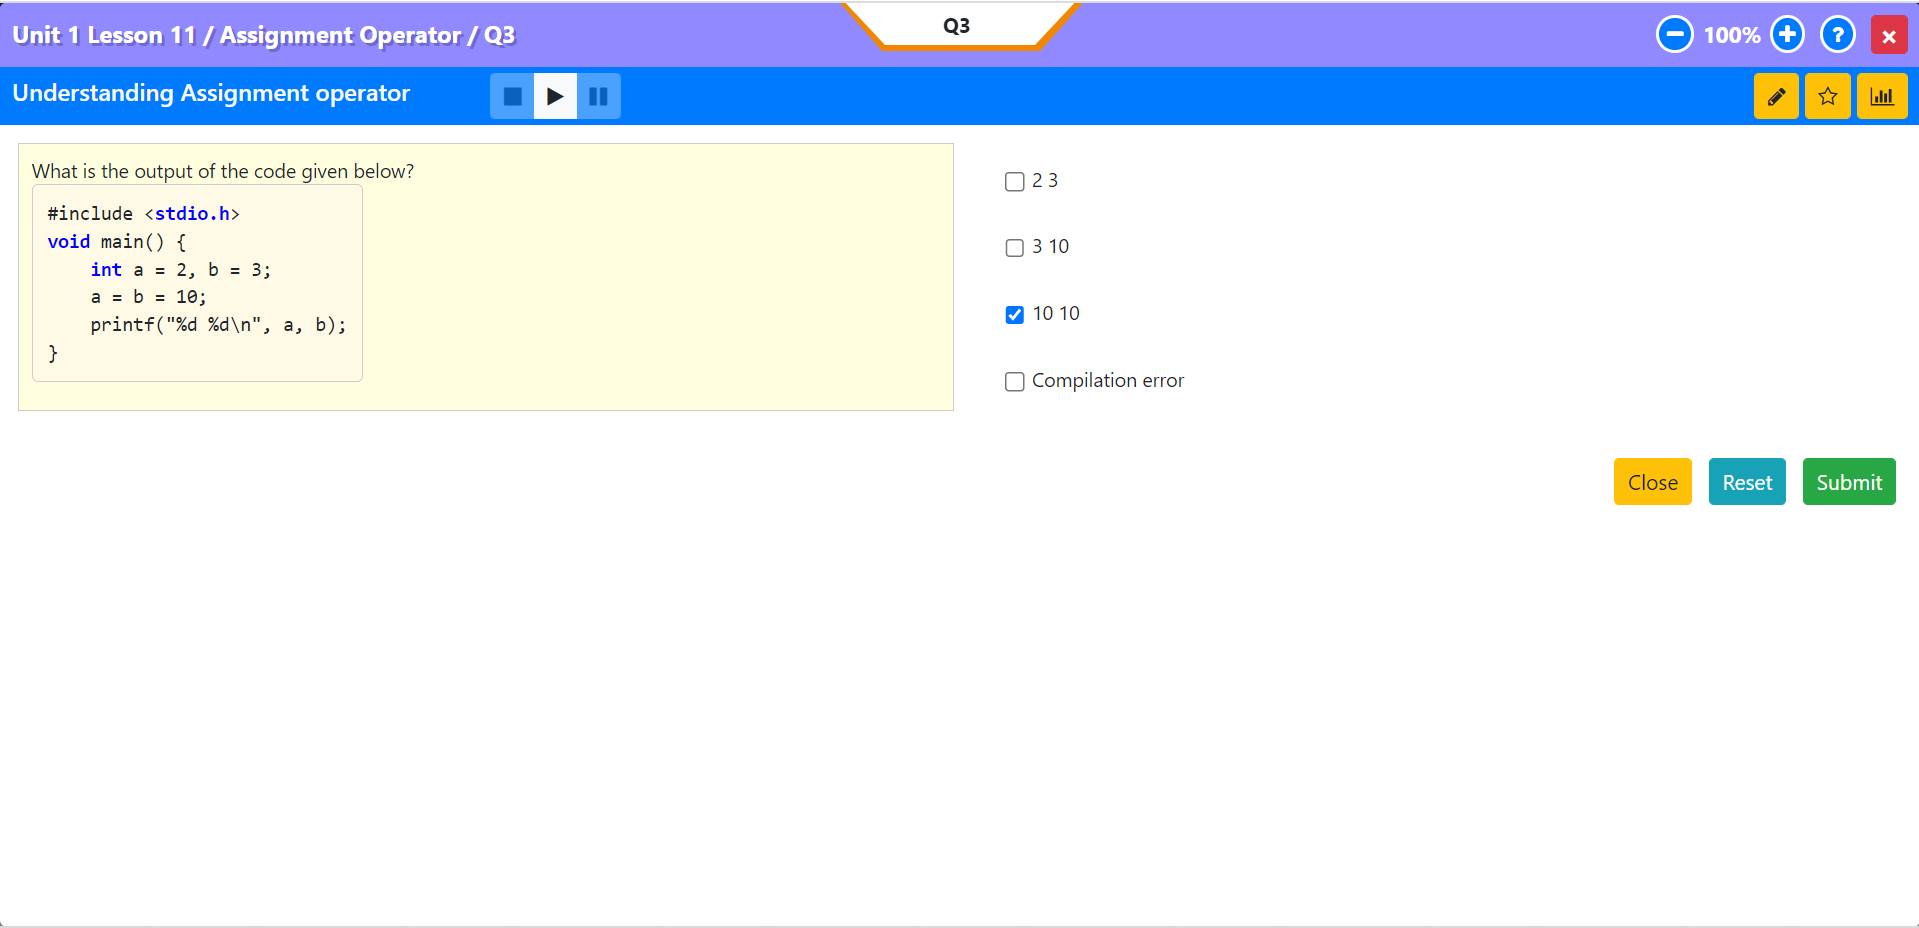 Q3
Unit 1 Lesson 11 / Assignment Operator / Q3
100%
?
Understanding Assignment operator
What is the output of the code given below?
#include <stdio.h>
void main() {
    int a = 2, b = 3;
    a = b = 10;
    printf("%d %d\n", a, b);
}
2 3
3 10
10 10
Compilation error
Close
Reset
Submit